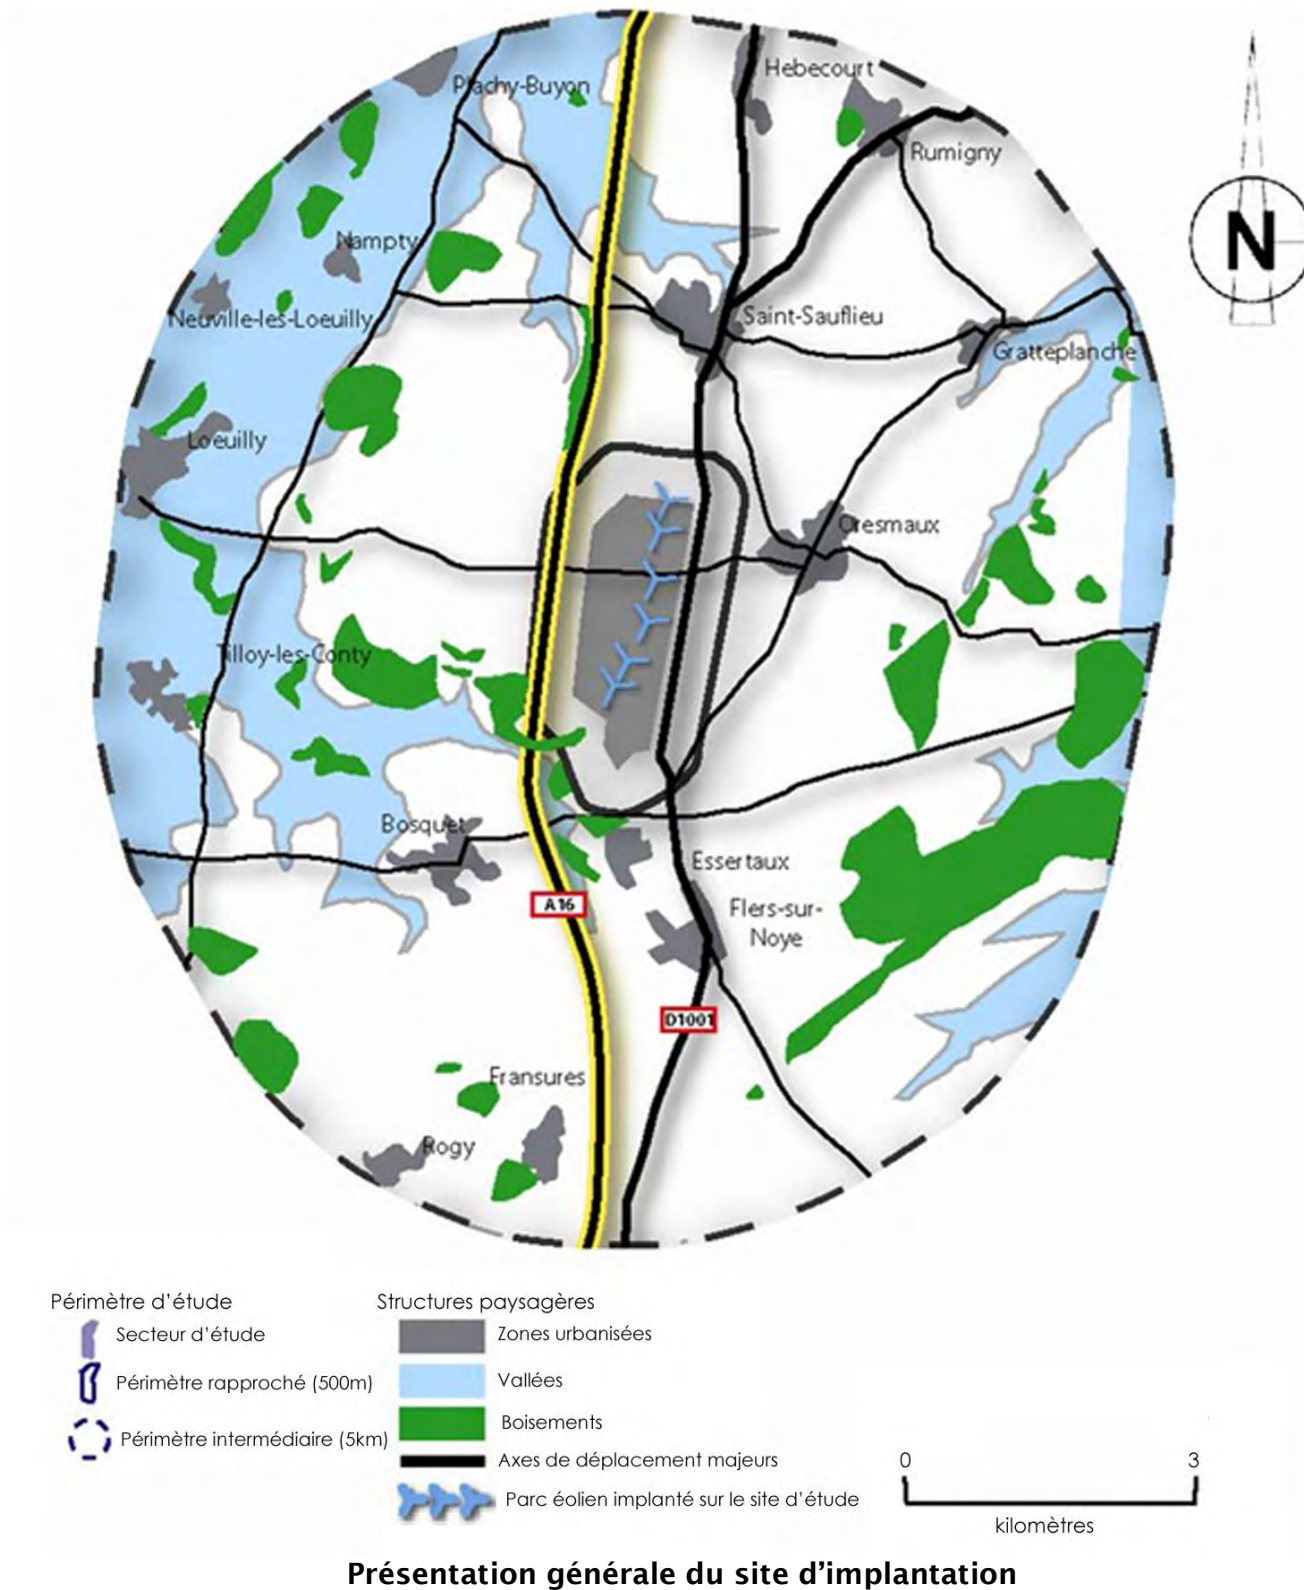 Plachy-Buyon
Hebecourt
Rumigny
N
Nampty
Neuville-les-Loeuilly
Saint-Sauflieu
Gratteplanche
Loeuilly
Oresmaux
Tilloy-les-Conty
Bosquet
Essertaux
A16
Flers-sur-
Noye
D1001
Fransures
Rogy
Périmètre d'étude
Secteur d'étude
Périmètre rapproché (500m)
Périmètre intermédiaire (5km)
Structures paysagères
Zones urbanisées
Vallées
Boisements
Axes de déplacement majeurs
Parc éolien implanté sur le site d'étude
0 3
kilomètres
Présentation générale du site d'implantation